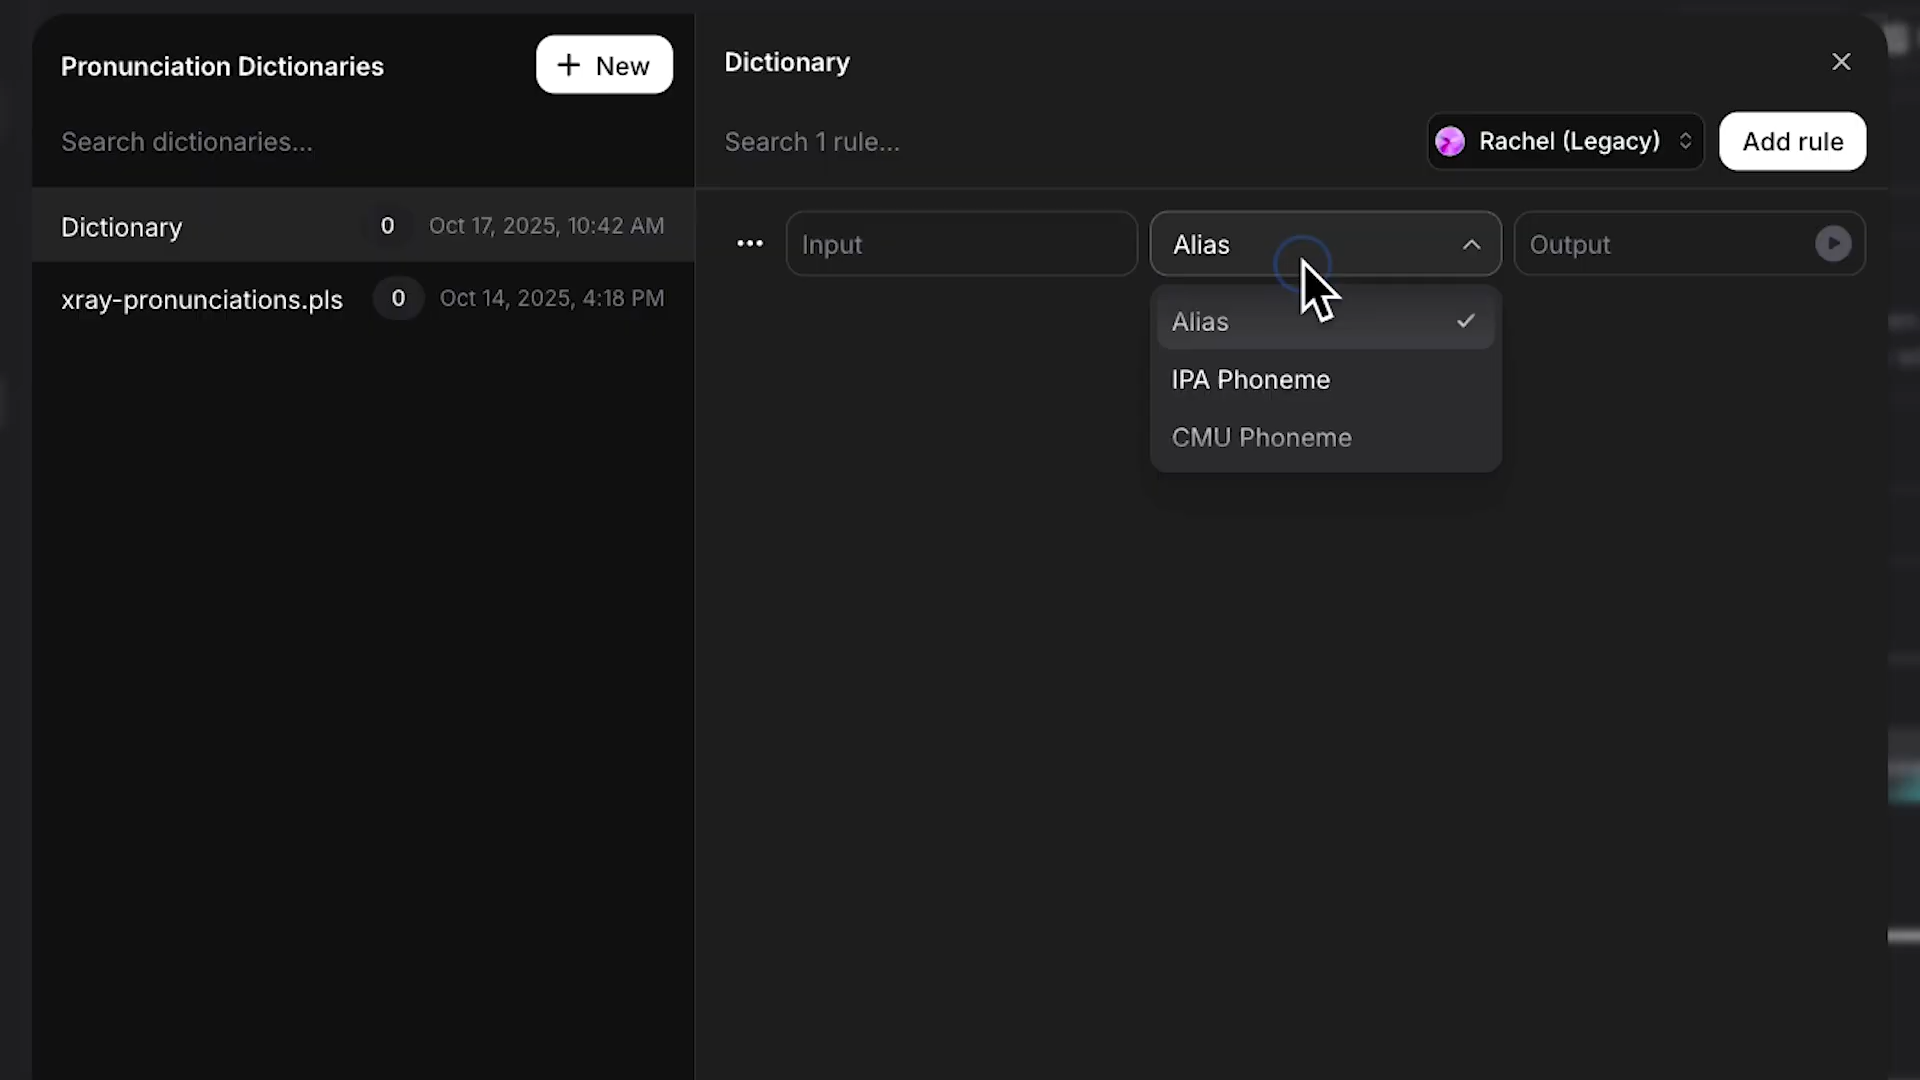 Pronunciation Dictionaries
+ New
Search dictionaries...
Dictionary 0 Oct 17, 2025, 10:42 AM
xray-pronunciations.pls 0 Oct 14, 2025, 4:18 PM
Dictionary
Search 1 rule...
Rachel (Legacy)
Add rule
Input
Alias
Output
Alias
IPA Phoneme
CMU Phoneme